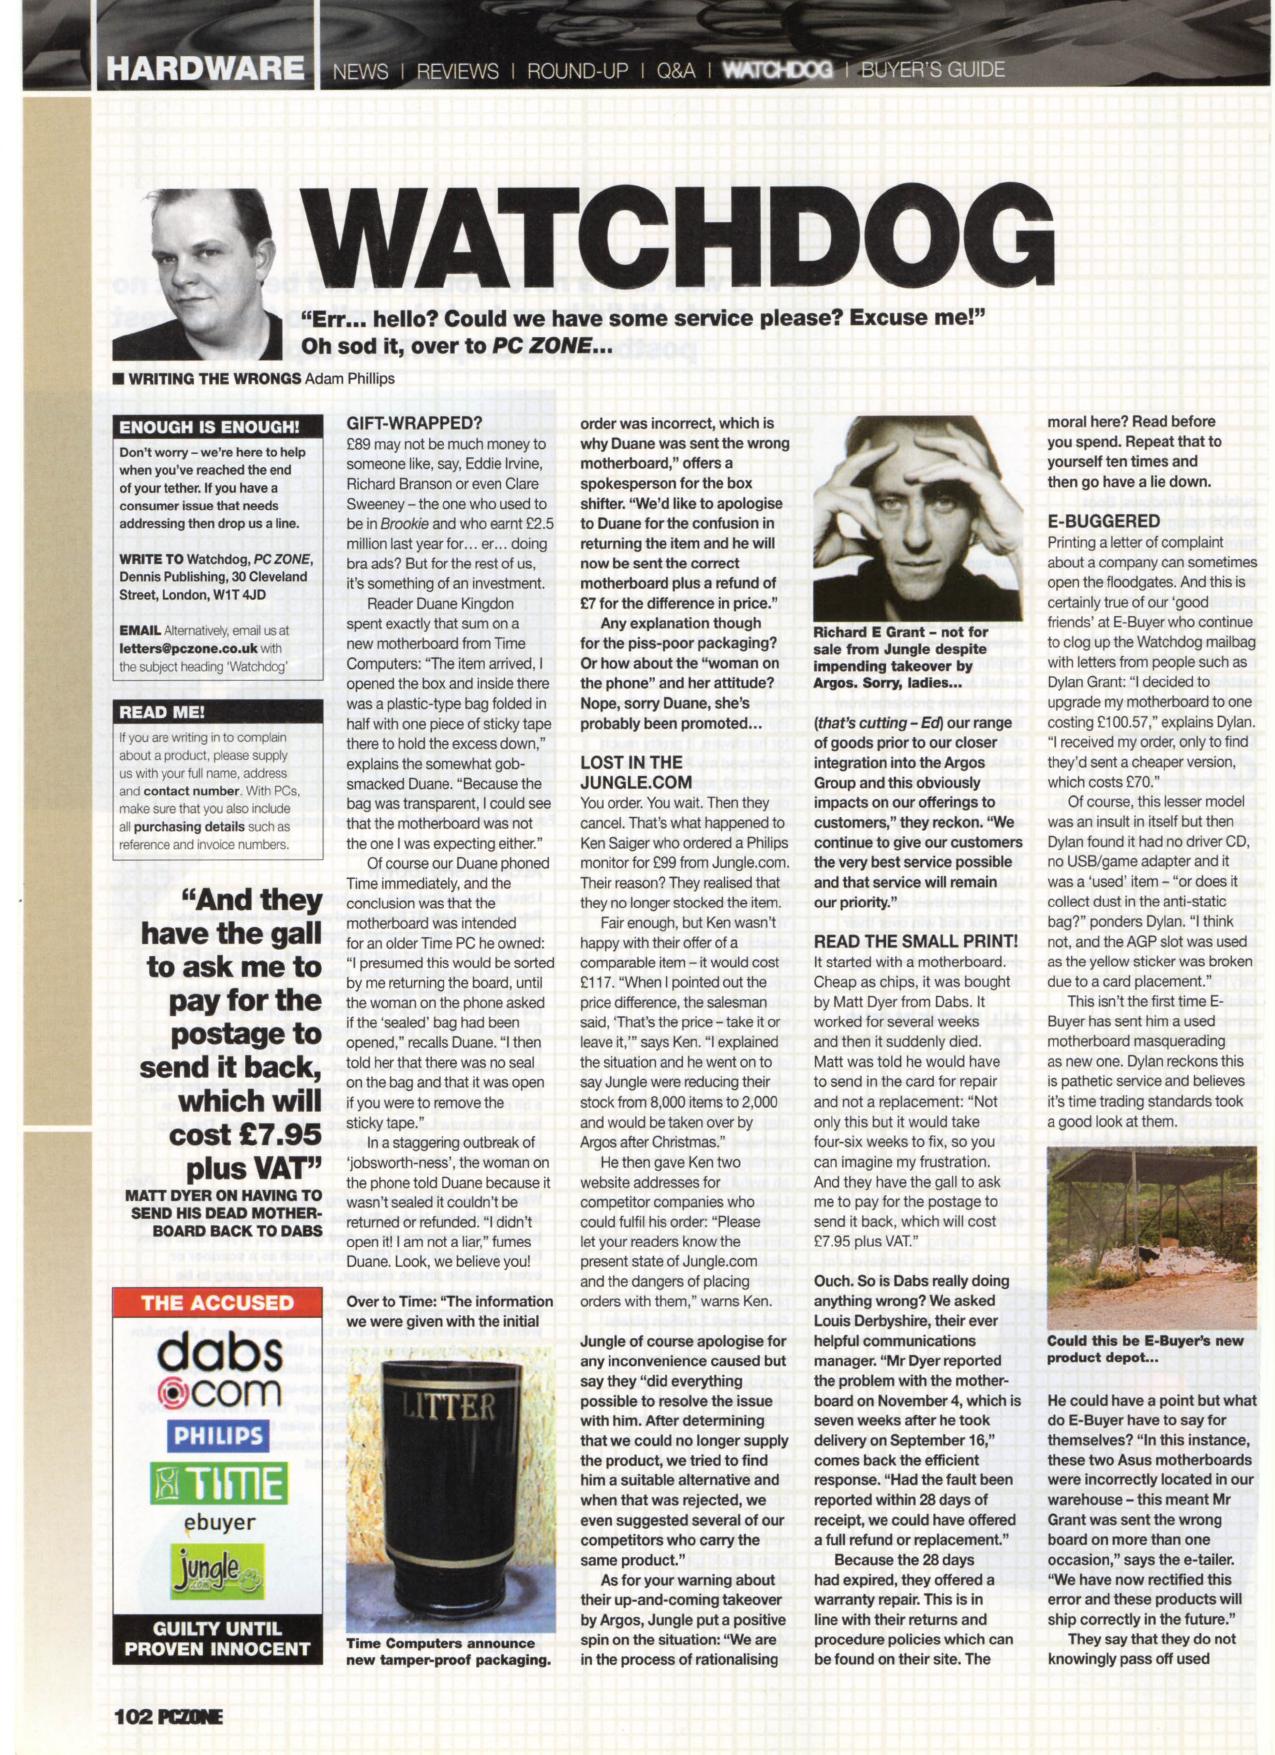 HARDWARE NEWS | REVIEWS | ROUND-UP | Q&A | WATCHDOG | BUYER'S GUIDE
WATCHDOG
“Err... hello? Could we have some service please? Excuse me!”
Oh sod it, over to PC ZONE...
■ WRITING THE WRONGS Adam Phillips
ENOUGH IS ENOUGH!
Don't worry – we're here to help
when you've reached the end
of your tether. If you have a
consumer issue that needs
addressing then drop us a line.
WRITE TO Watchdog, PC ZONE,
Dennis Publishing, 30 Cleveland
Street, London, W1T 4JD
EMAIL Alternatively, email us at
letters@pczone.co.uk with
the subject heading 'Watchdog'
READ ME!
If you are writing in to complain
about a product, please supply
us with your full name, address
and contact number. With PCs,
make sure that you also include
all purchasing details such as
reference and invoice numbers.
“And they
have the gall
to ask me to
pay for the
postage to
send it back,
which will
cost £7.95
plus VAT”
MATT DYER ON HAVING TO
SEND HIS DEAD MOTHER-
BOARD BACK TO DABS
THE ACCUSED
dabs
.com
PHILIPS
TIME
ebuyer
jungle
.com
GUILTY UNTIL
PROVEN INNOCENT
GIFT-WRAPPED?
£89 may not be much money to
someone like, say, Eddie Irvine,
Richard Branson or even Clare
Sweeney – the one who used to
be in Brookie and who earnt £2.5
million last year for... er... doing
bra ads? But for the rest of us,
it's something of an investment.
Reader Duane Kingdon
spent exactly that sum on a
new motherboard from Time
Computers: “The item arrived, I
opened the box and inside there
was a plastic-type bag folded in
half with one piece of sticky tape
there to hold the excess down,”
explains the somewhat gob-
smacked Duane. “Because the
bag was transparent, I could see
that the motherboard was not
the one I was expecting either.”
Of course our Duane phoned
Time immediately, and the
conclusion was that the
motherboard was intended
for an older Time PC he owned:
“I presumed this would be sorted
by me returning the board, until
the woman on the phone asked
if the 'sealed' bag had been
opened,” recalls Duane. “I then
told her that there was no seal
on the bag and that it was open
if you were to remove the
sticky tape.”
In a staggering outbreak of
'jobsworth-ness', the woman on
the phone told Duane because it
wasn't sealed it couldn't be
returned or refunded. “I didn't
open it! I am not a liar,” fumes
Duane. Look, we believe you!
Over to Time: “The information
we were given with the initial
LITTER
Time Computers announce
new tamper-proof packaging.
order was incorrect, which is
why Duane was sent the wrong
motherboard,” offers a
spokesperson for the box
shifter. “We'd like to apologise
to Duane for the confusion in
returning the item and he will
now be sent the correct
motherboard plus a refund of
£7 for the difference in price.”
Any explanation though
for the piss-poor packaging?
Or how about the “woman on
the phone” and her attitude?
Nope, sorry Duane, she's
probably been promoted...
LOST IN THE
JUNGLE.COM
You order. You wait. Then they
cancel. That's what happened to
Ken Saiger who ordered a Philips
monitor for £99 from Jungle.com.
Their reason? They realised that
they no longer stocked the item.
Fair enough, but Ken wasn't
happy with their offer of a
comparable item – it would cost
£117. “When I pointed out the
price difference, the salesman
said, 'That's the price – take it or
leave it,'” says Ken. “I explained
the situation and he went on to
say Jungle were reducing their
stock from 8,000 items to 2,000
and would be taken over by
Argos after Christmas.”
He then gave Ken two
website addresses for
competitor companies who
could fulfil his order: “Please
let your readers know the
present state of Jungle.com
and the dangers of placing
orders with them,” warns Ken.
Jungle of course apologise for
any inconvenience caused but
say they “did everything
possible to resolve the issue
with him. After determining
that we could no longer supply
the product, we tried to find
him a suitable alternative and
when that was rejected, we
even suggested several of our
competitors who carry the
same product.”
As for your warning about
their up-and-coming takeover
by Argos, Jungle put a positive
spin on the situation: “We are
in the process of rationalising
Richard E Grant – not for
sale from Jungle despite
impending takeover by
Argos. Sorry, ladies...
(that's cutting – Ed) our range
of goods prior to our closer
integration into the Argos
Group and this obviously
impacts on our offerings to
customers,” they reckon. “We
continue to give our customers
the very best service possible
and that service will remain
our priority.”
READ THE SMALL PRINT!
It started with a motherboard.
Cheap as chips, it was bought
by Matt Dyer from Dabs. It
worked for several weeks
and then it suddenly died.
Matt was told he would have
to send in the card for repair
and not a replacement: “Not
only this but it would take
four-six weeks to fix, so you
can imagine my frustration.
And they have the gall to ask
me to pay for the postage to
send it back, which will cost
£7.95 plus VAT.”
Ouch. So is Dabs really doing
anything wrong? We asked
Louis Derbyshire, their ever
helpful communications
manager. “Mr Dyer reported
the problem with the mother-
board on November 4, which is
seven weeks after he took
delivery on September 16,”
comes back the efficient
response. “Had the fault been
reported within 28 days of
receipt, we could have offered
a full refund or replacement.”
Because the 28 days
had expired, they offered a
warranty repair. This is in
line with their returns and
procedure policies which can
be found on their site. The
moral here? Read before
you spend. Repeat that to
yourself ten times and
then go have a lie down.
E-BUGGERED
Printing a letter of complaint
about a company can sometimes
open the floodgates. And this is
certainly true of our 'good
friends' at E-Buyer who continue
to clog up the Watchdog mailbag
with letters from people such as
Dylan Grant: “I decided to
upgrade my motherboard to one
costing £100.57,” explains Dylan.
“I received my order, only to find
they'd sent a cheaper version,
which costs £70.”
Of course, this lesser model
was an insult in itself but then
Dylan found it had no driver CD,
no USB/game adapter and it
was a 'used' item – “or does it
collect dust in the anti-static
bag?” ponders Dylan. “I think
not, and the AGP slot was used
as the yellow sticker was broken
due to a card placement.”
This isn't the first time E-
Buyer has sent him a used
motherboard masquerading
as new one. Dylan reckons this
is pathetic service and believes
it's time trading standards took
a good look at them.
Could this be E-Buyer's new
product depot...
He could have a point but what
do E-Buyer have to say for
themselves? “In this instance,
these two Asus motherboards
were incorrectly located in our
warehouse – this meant Mr
Grant was sent the wrong
board on more than one
occasion,” says the e-tailer.
“We have now rectified this
error and these products will
ship correctly in the future.”
They say that they do not
knowingly pass off used
102 PCZONE